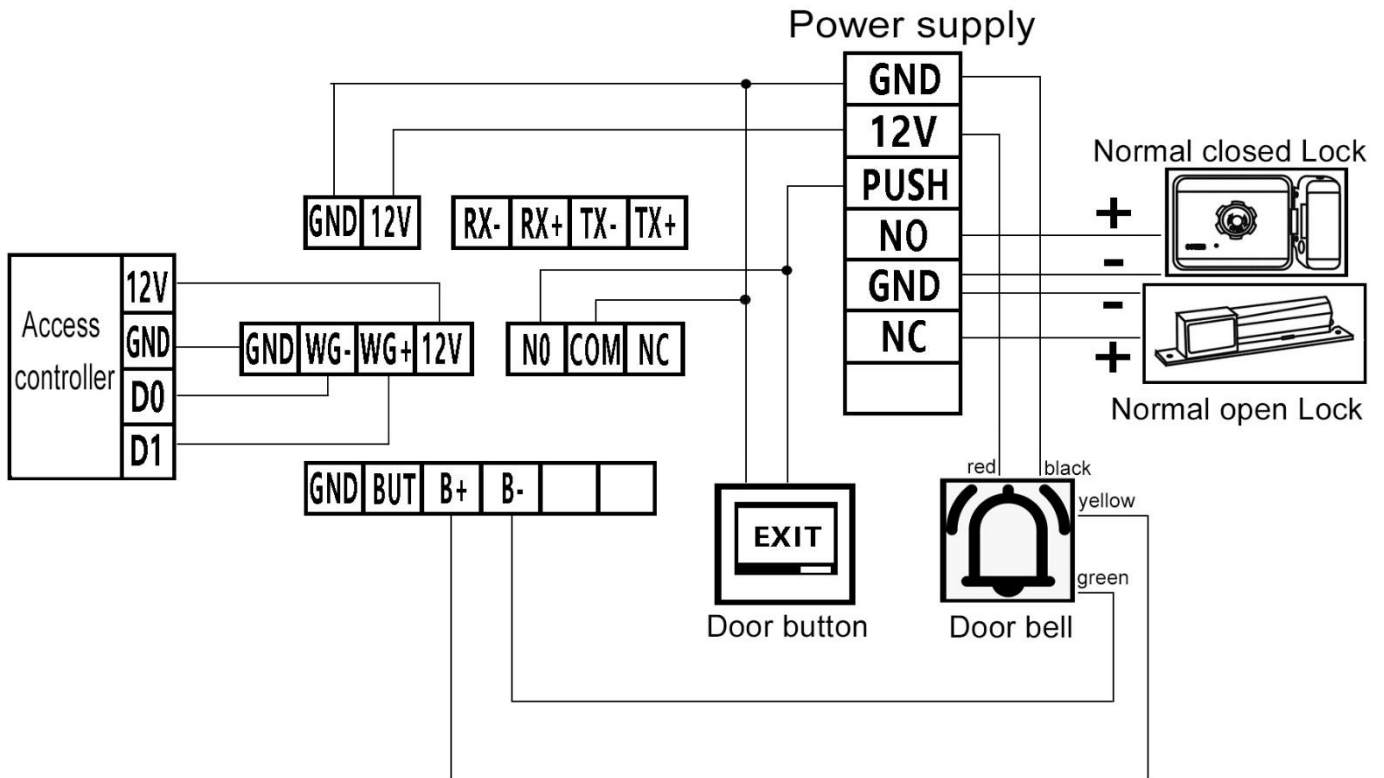 Power supply
GND
12V
PUSH
NO
GND
NC
Normal closed Lock
+
-
-
+
Normal open Lock
GND 12V
RX- RX+ TX- TX+
Access
controller
12V
GND
D0
D1
GND WG- WG+ 12V
N0 COM NC
GND BUT B+ B-
EXIT
Door button
red
black
yellow
green
Door bell